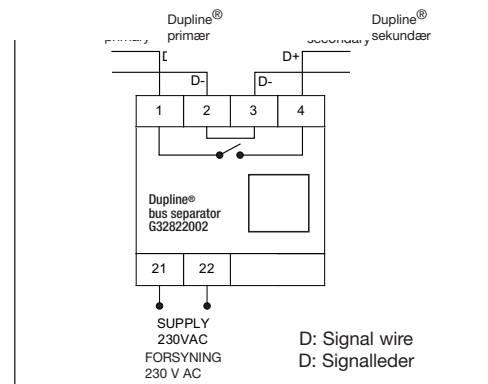 Dupline® Dupline®
primær sekundær
D+
D- D-
1 2 3 4
Dupline®
bus separator
G32822002
21 22
SUPPLY
230VAC
FORSYNING
230 V AC
D: Signal wire
D: Signalleder